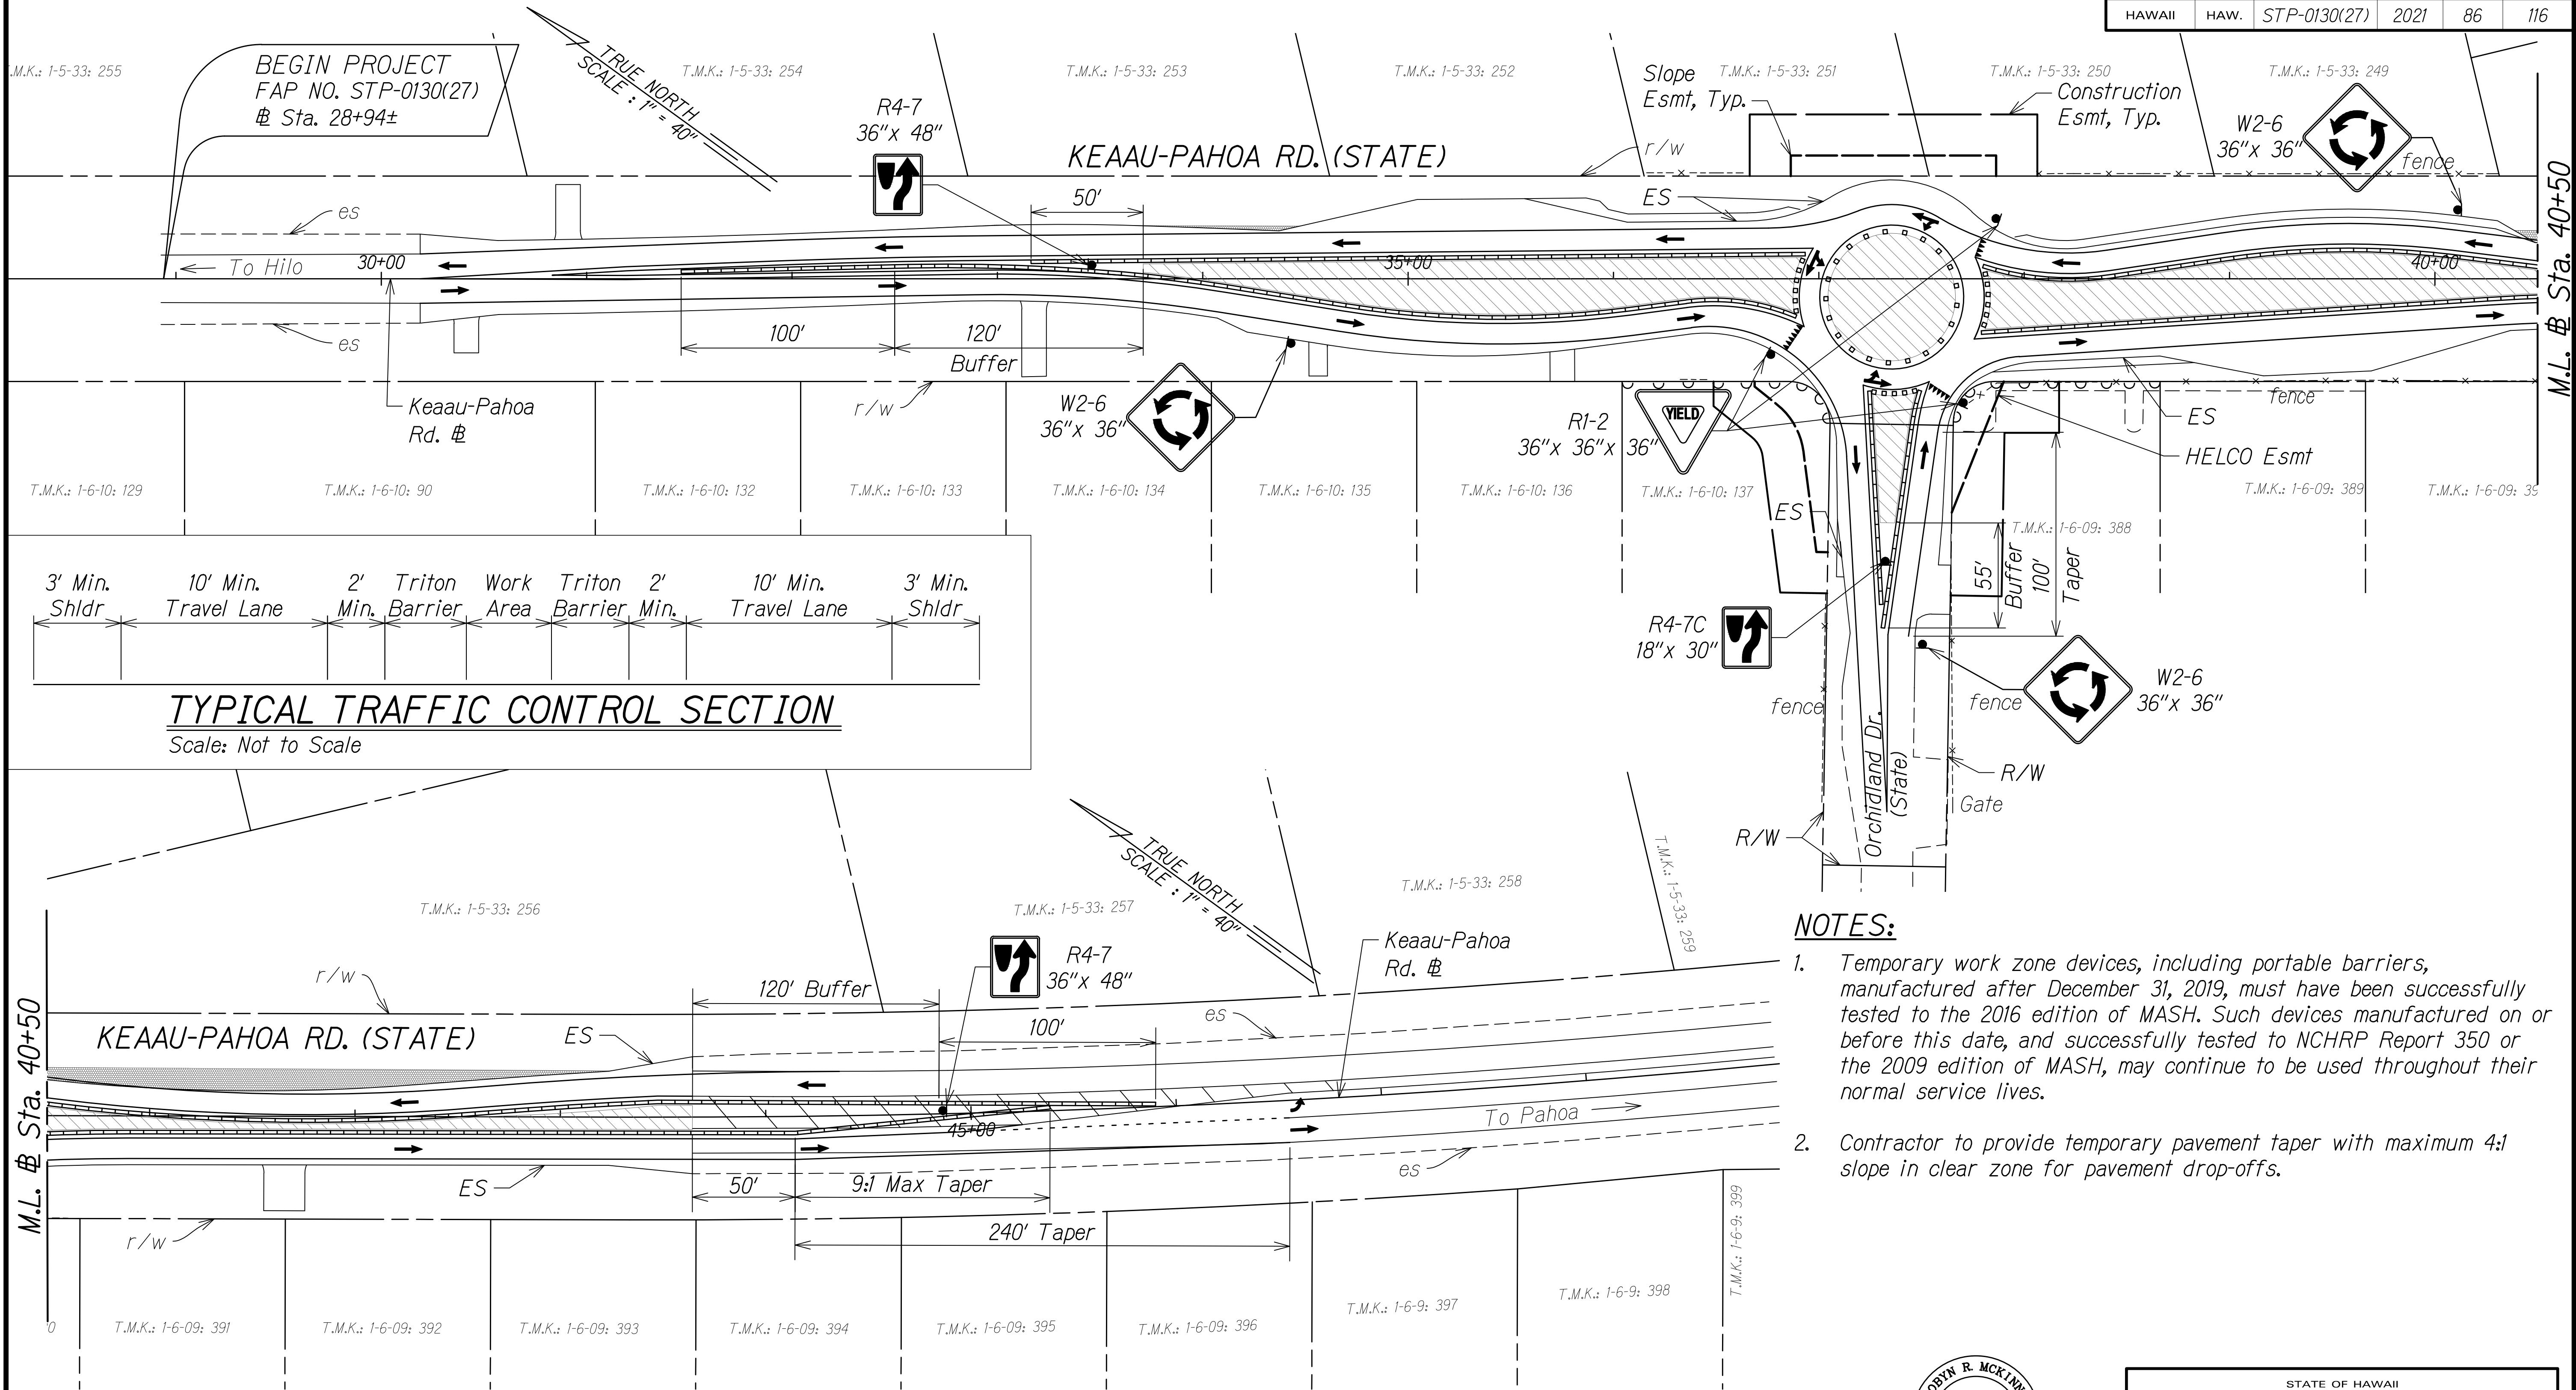 HAWAII HAW. STP-0130(27) 2021 86 116
BEGIN PROJECT
FAP NO. STP-0130(27)
℄ Sta. 28+94±
T.M.K.: 1-5-33: 255
TRUE NORTH
SCALE : 1" = 40"
T.M.K.: 1-5-33: 254
T.M.K.: 1-5-33: 253
T.M.K.: 1-5-33: 252
T.M.K.: 1-5-33: 251
T.M.K.: 1-5-33: 250
T.M.K.: 1-5-33: 249
Slope
Esmt, Typ.
Construction
Esmt, Typ.
R4-7
36"x 48"
KEAAU-PAHOA RD. (STATE)
r/w
W2-6
36"x 36"
fence
M.L. ℄ Sta. 40+50
es
50'
ES
To Hilo
30+00
35+00
40+00
es
100'
120'
Buffer
Keaau-Pahoa
Rd. ℄
r/w
W2-6
36"x 36"
R1-2
36"x 36"x 36"
YIELD
fence
ES
HELCO Esmt
T.M.K.: 1-6-10: 129
T.M.K.: 1-6-10: 90
T.M.K.: 1-6-10: 132
T.M.K.: 1-6-10: 133
T.M.K.: 1-6-10: 134
T.M.K.: 1-6-10: 135
T.M.K.: 1-6-10: 136
T.M.K.: 1-6-10: 137
T.M.K.: 1-6-09: 389
T.M.K.: 1-6-09: 39
ES
T.M.K.: 1-6-09: 388
55'
Buffer
100'
Taper
R4-7C
18"x 30"
W2-6
36"x 36"
fence
fence
Orchidland Dr.
(State)
R/W
Gate
R/W
3' Min.
Shldr
10' Min.
Travel Lane
2'
Min.
Triton
Barrier
Work
Area
Triton
Barrier
2'
Min.
10' Min.
Travel Lane
3' Min.
Shldr
TYPICAL TRAFFIC CONTROL SECTION
Scale: Not to Scale
T.M.K.: 1-5-33: 256
T.M.K.: 1-5-33: 257
TRUE NORTH
SCALE : 1" = 40"
T.M.K.: 1-5-33: 258
T.M.K.: 1-5-33: 259
M.L. ℄ Sta. 40+50
r/w
KEAAU-PAHOA RD. (STATE)
ES
120' Buffer
R4-7
36"x 48"
100'
es
Keaau-Pahoa
Rd. ℄
45+00
To Pahoa
ES
50'
9:1 Max Taper
es
r/w
240' Taper
0
T.M.K.: 1-6-09: 391
T.M.K.: 1-6-09: 392
T.M.K.: 1-6-09: 393
T.M.K.: 1-6-09: 394
T.M.K.: 1-6-09: 395
T.M.K.: 1-6-09: 396
T.M.K.: 1-6-9: 397
T.M.K.: 1-6-9: 398
T.M.K.: 1-6-9: 399
NOTES:
1. Temporary work zone devices, including portable barriers,
manufactured after December 31, 2019, must have been successfully
tested to the 2016 edition of MASH. Such devices manufactured on or
before this date, and successfully tested to NCHRP Report 350 or
the 2009 edition of MASH, may continue to be used throughout their
normal service lives.
2. Contractor to provide temporary pavement taper with maximum 4:1
slope in clear zone for pavement drop-offs.
R. MCKINN
STATE OF HAWAII